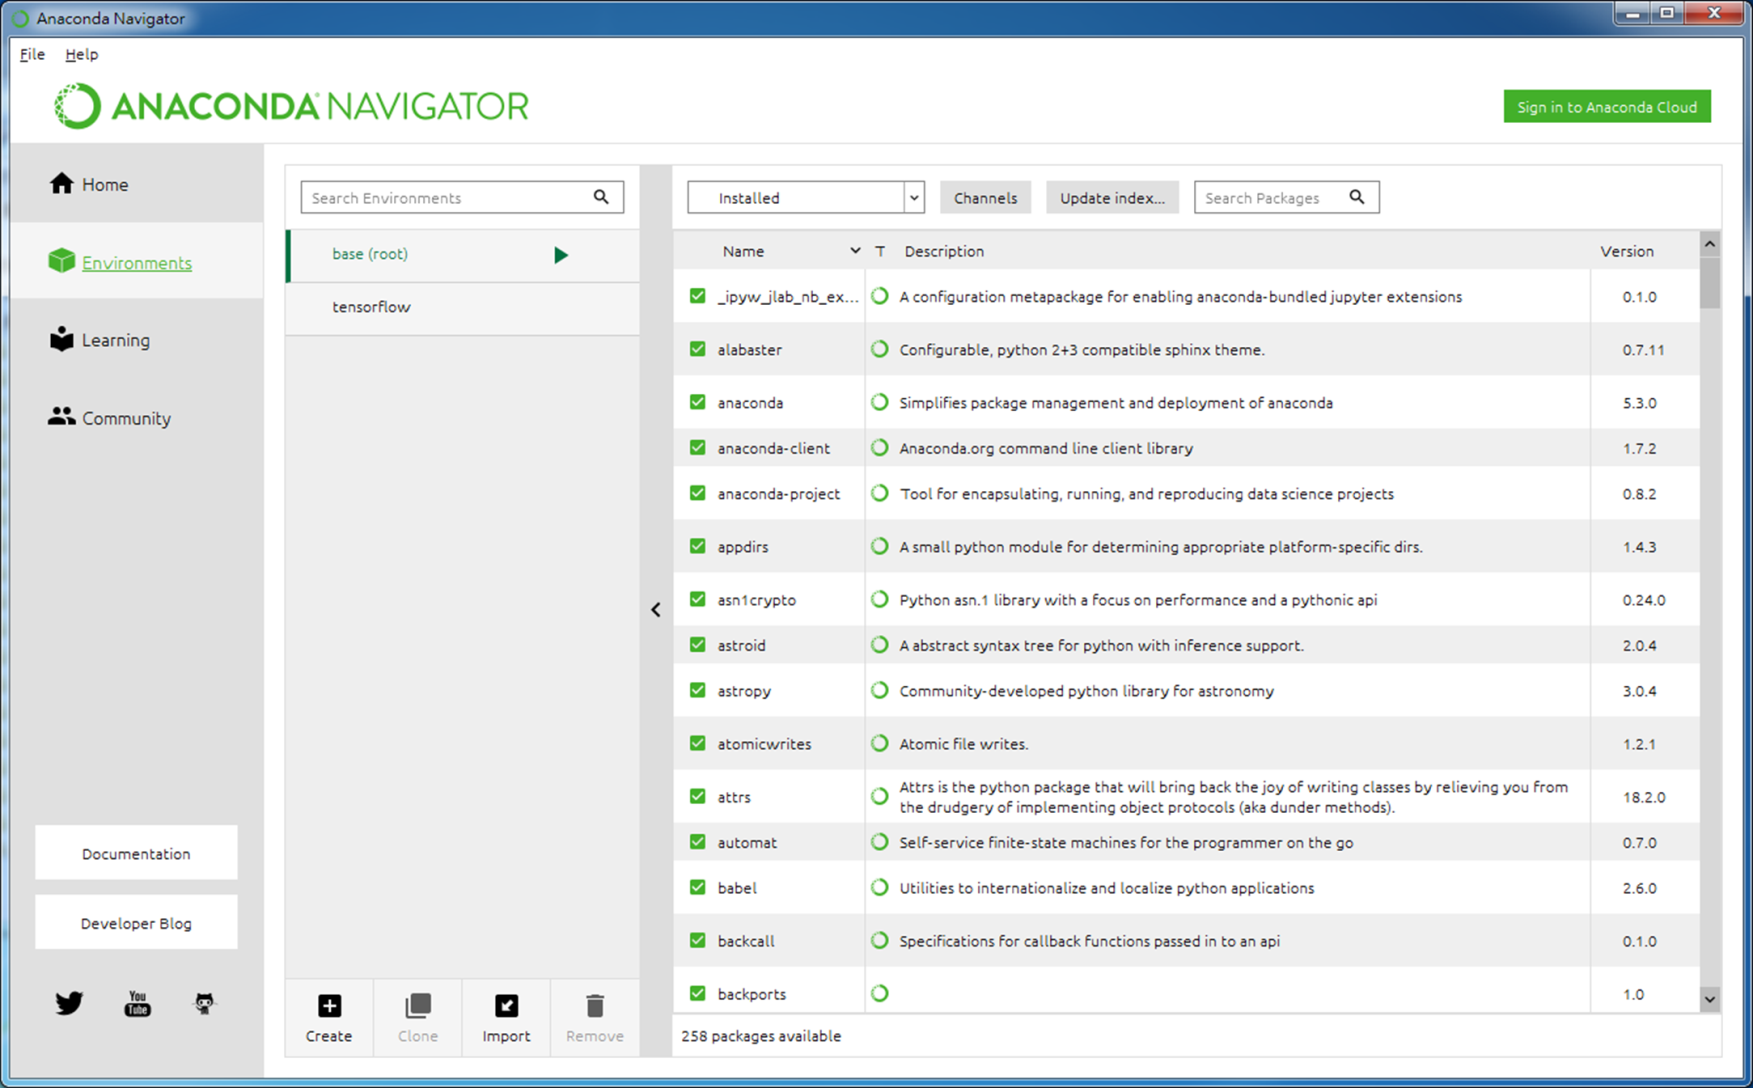 Anaconda Navigator
File Help
ANACONDA NAVIGATOR
Sign in to Anaconda Cloud
Home
Environments
Learning
Community
Documentation
Developer Blog
You
Tube
Search Environments
base (root)
tensorflow
Create Clone Import Remove
Installed Channels Update index... Search Packages
Name T Description Version
_ipyw_jlab_nb_ex... A configuration metapackage for enabling anaconda-bundled jupyter extensions 0.1.0
alabaster Configurable, python 2+3 compatible sphinx theme. 0.7.11
anaconda Simplifies package management and deployment of anaconda 5.3.0
anaconda-client Anaconda.org command line client library 1.7.2
anaconda-project Tool for encapsulating, running, and reproducing data science projects 0.8.2
appdirs A small python module for determining appropriate platform-specific dirs. 1.4.3
asn1crypto Python asn.1 library with a focus on performance and a pythonic api 0.24.0
astroid A abstract syntax tree for python with inference support. 2.0.4
astropy Community-developed python library for astronomy 3.0.4
atomicwrites Atomic file writes. 1.2.1
attrs Attrs is the python package that will bring back the joy of writing classes by relieving you from
the drudgery of implementing object protocols (aka dunder methods). 18.2.0
automat Self-service finite-state machines for the programmer on the go 0.7.0
babel Utilities to internationalize and localize python applications 2.6.0
backcall Specifications for callback functions passed in to an api 0.1.0
backports 1.0
258 packages available